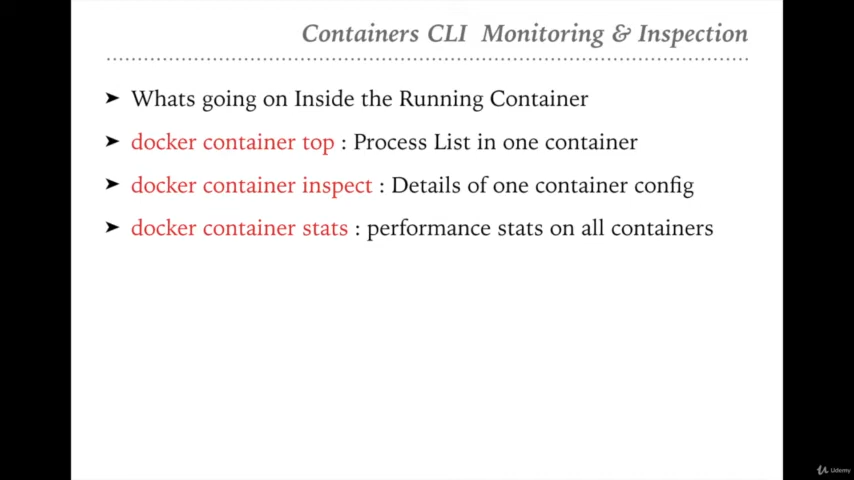 Containers CLI Monitoring & Inspection
➤ Whats going on Inside the Running Container
➤ docker container top : Process List in one container
➤ docker container inspect : Details of one container config
➤ docker container stats : performance stats on all containers
Udemy